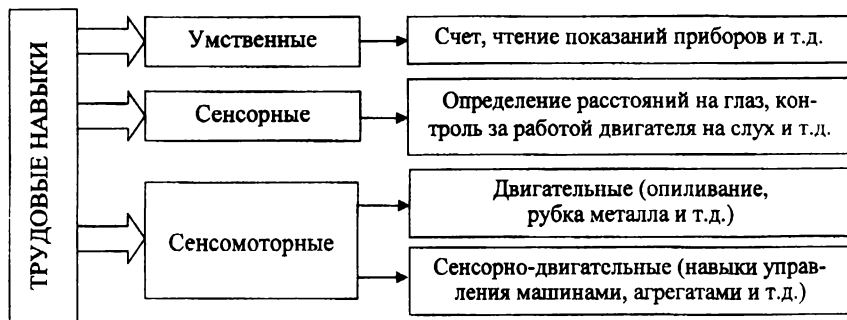 ТРУДОВЫЕ НАВЫКИ
Умственные
Счет, чтение показаний приборов и т.д.
Сенсорные
Определение расстояний на глаз, кон-
троль за работой двигателя на слух и т.д.
Сенсомоторные
Двигательные (опиливание,
рубка металла и т.д.)
Сенсорно-двигательные (навыки управ-
ления машинами, агрегатами и т.д.)